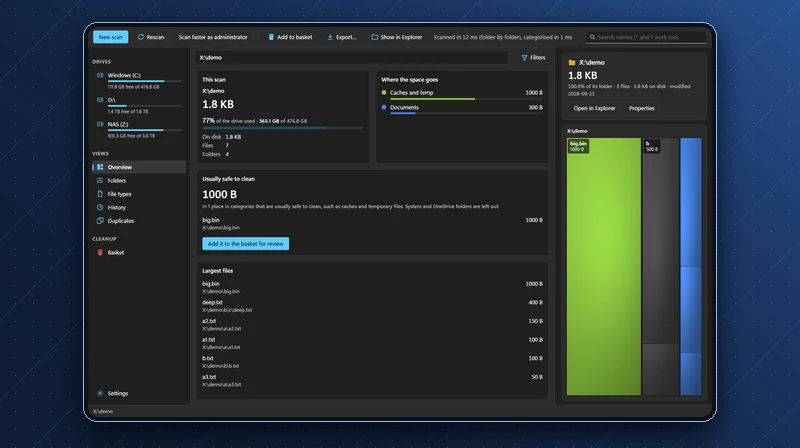 New scan
Rescan
Scan faster as administrator
Add to basket
Export...
Show in Explorer
Scanned in 12 ms (folder by folder), categorised in 1 ms
Search names (* and ? work too)
DRIVES
Windows (C:)
111.8 GB free of 476.8 GB
D:\
1.4 TB free of 1.8 TB
NAS (Z:)
931.3 GB free of 3.6 TB
VIEWS
Overview
Folders
File types
History
Duplicates
CLEANUP
Basket
Settings
X:\demo
Filters
This scan
X:\demo
1.8 KB
77% of the drive used · 365.1 GB of 476.8 GB
On disk 1.8 KB
Files 7
Folders 4
Where the space goes
Caches and temp 1000 B
Documents 300 B
Usually safe to clean
1000 B
in 1 place in categories that are usually safe to clean, such as caches and temporary files. System and OneDrive folders are left out.
big.bin 1000 B
X:\demo\big.bin
Add it to the basket for review
Largest files
big.bin 1000 B
X:\demo\big.bin
deep.txt 400 B
X:\demo\b\c\deep.txt
a2.txt 150 B
X:\demo\a\a2.txt
a1.txt 100 B
X:\demo\a\a1.txt
b.txt 100 B
X:\demo\b\b.txt
a3.txt 50 B
X:\demo\a\a3.txt
X:\demo
1.8 KB
100.0% of its folder · 3 files · 1.8 KB on disk · modified
2026-09-21
Open in Explorer
Properties
X:\demo
big.bin
1000 B
b
500 B
X:\demo